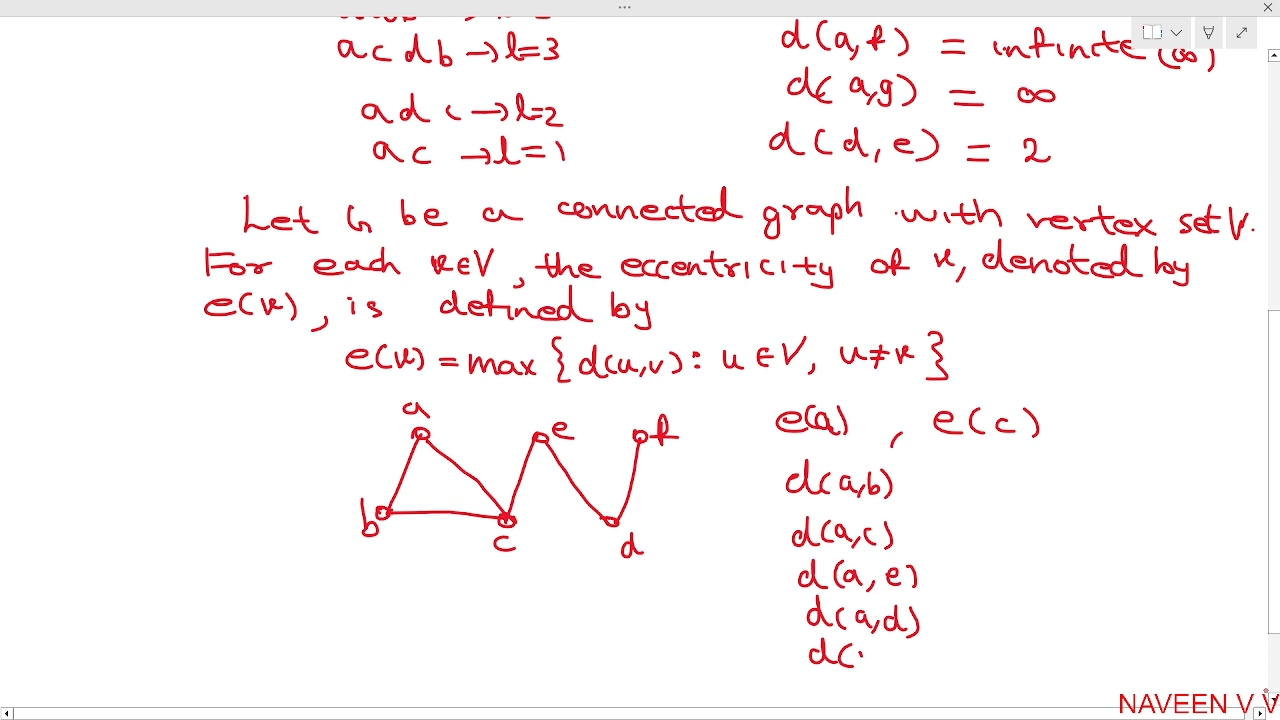 a c d b → l=3
a d c → l=2
a c → l=1
d(a,f) = infinite (∞)
d(a,g) = ∞
d(d,e) = 2
Let G be a connected graph with vertex set V.
For each v∈V, the eccentricity of v, denoted by
e(v), is defined by
e(v) = max {d(u,v): u∈V, u≠v}
a
e
f
b
c
d
e(a), e(c)
d(a,b)
d(a,c)
d(a,e)
d(a,d)
d(
NAVEEN V V